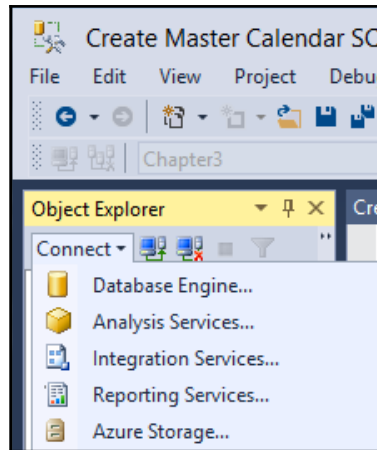 Create Master Calendar SC
File Edit View Project Debu
Chapter3
Object Explorer Cre
Connect
Database Engine...
Analysis Services...
Integration Services...
Reporting Services...
Azure Storage...